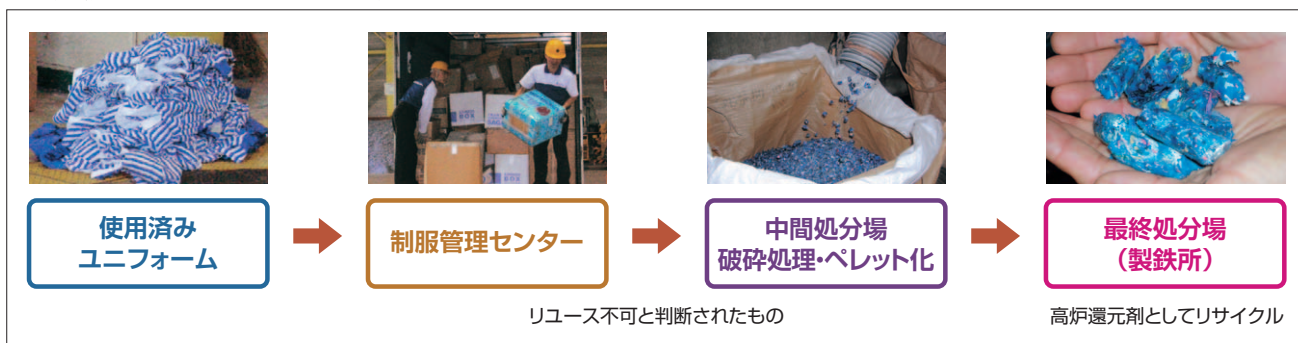 使用済み
ユニフォーム
制服管理センター
中間処分場
破砕処理・ペレット化
最終処分場
（製鉄所）
リユース不可と判断されたもの
高炉還元剤としてリサイクル